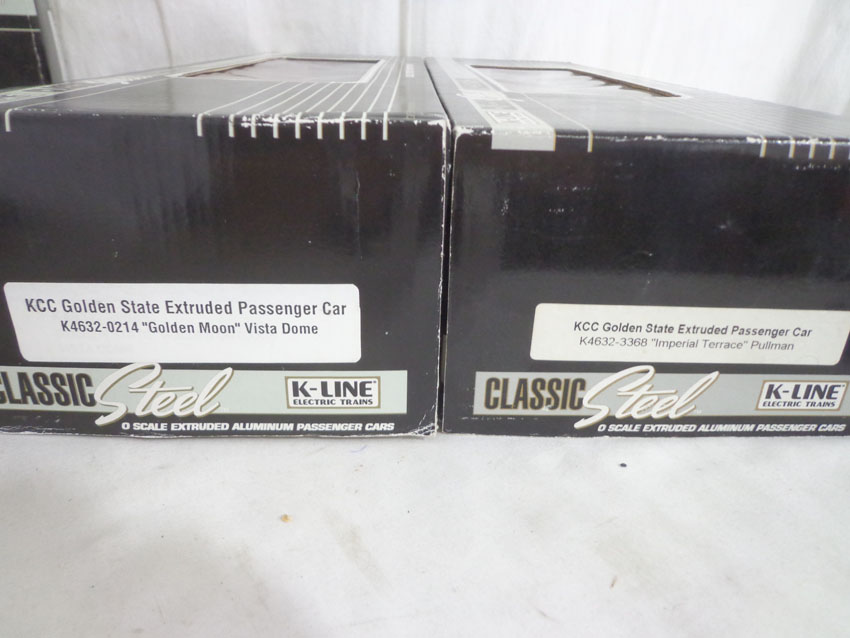 KCC Golden State Extruded Passenger Car
K4632-0214 "Golden Moon" Vista Dome
CLASSIC Steel
K-LINE®
ELECTRIC TRAINS
O SCALE EXTRUDED ALUMINUM PASSENGER CARS
KCC Golden State Extruded Passenger Car
K4632-3368 "Imperial Terrace" Pullman
CLASSIC Steel
K-LINE®
ELECTRIC TRAINS
O SCALE EXTRUDED ALUMINUM PASSENGER CARS